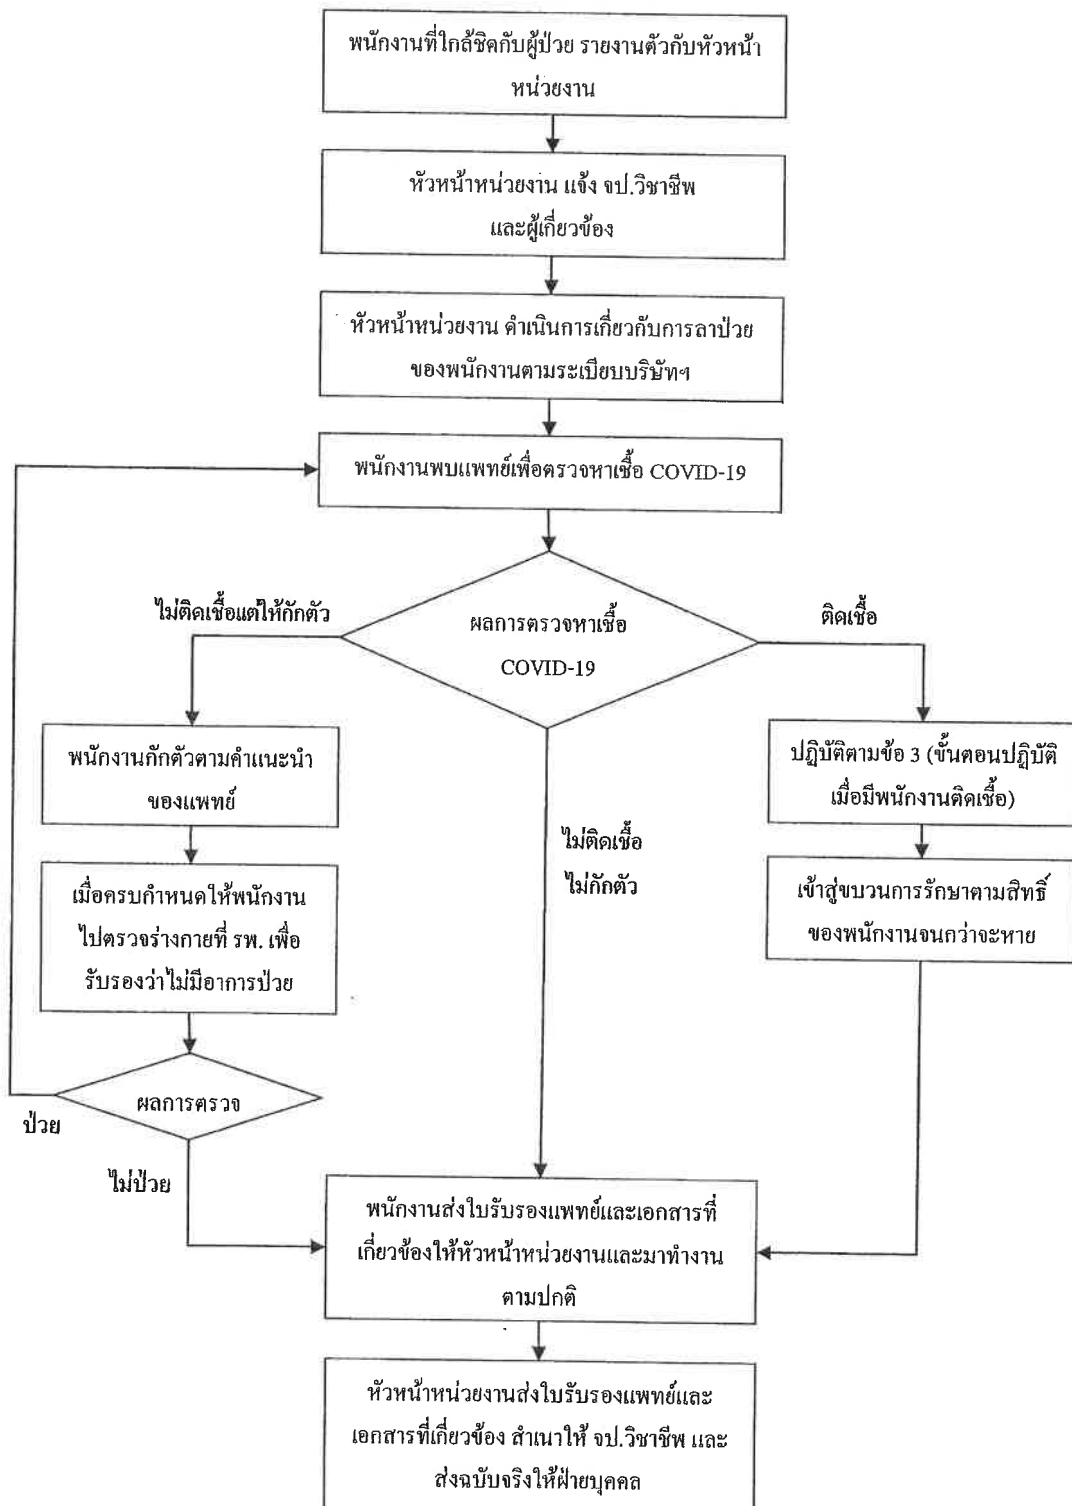 พนักงานที่ใกล้ชิดกับผู้ป่วย รายงานตัวกับหัวหน้า
หน่วยงาน
หัวหน้าหน่วยงาน แจ้ง จป.วิชาชีพ
และผู้เกี่ยวข้อง
หัวหน้าหน่วยงาน ดำเนินการเกี่ยวกับการลาป่วย
ของพนักงานตามระเบียบบริษัทฯ
พนักงานพบแพทย์เพื่อตรวจหาเชื้อ COVID-19
ไม่ติดเชื้อแต่ให้กักตัว
ผลการตรวจหาเชื้อ
COVID-19
ติดเชื้อ
พนักงานกักตัวตามคำแนะนำ
ของแพทย์
ปฏิบัติตามข้อ 3 (ขั้นตอนปฏิบัติ
เมื่อมีพนักงานติดเชื้อ)
ไม่ติดเชื้อ
ไม่กักตัว
เมื่อครบกำหนดให้พนักงาน
ไปตรวจร่างกายที่ รพ. เพื่อ
รับรองว่าไม่มีอาการป่วย
เข้าสู่ขบวนการรักษาตามสิทธิ์
ของพนักงานจนกว่าจะหาย
ผลการตรวจ
ป่วย
ไม่ป่วย
พนักงานส่งใบรับรองแพทย์และเอกสารที่
เกี่ยวข้องให้หัวหน้าหน่วยงานและมาทำงาน
ตามปกติ
หัวหน้าหน่วยงานส่งใบรับรองแพทย์และ
เอกสารที่เกี่ยวข้อง สำเนาให้ จป.วิชาชีพ และ
ส่งฉบับจริงให้ฝ่ายบุคคล